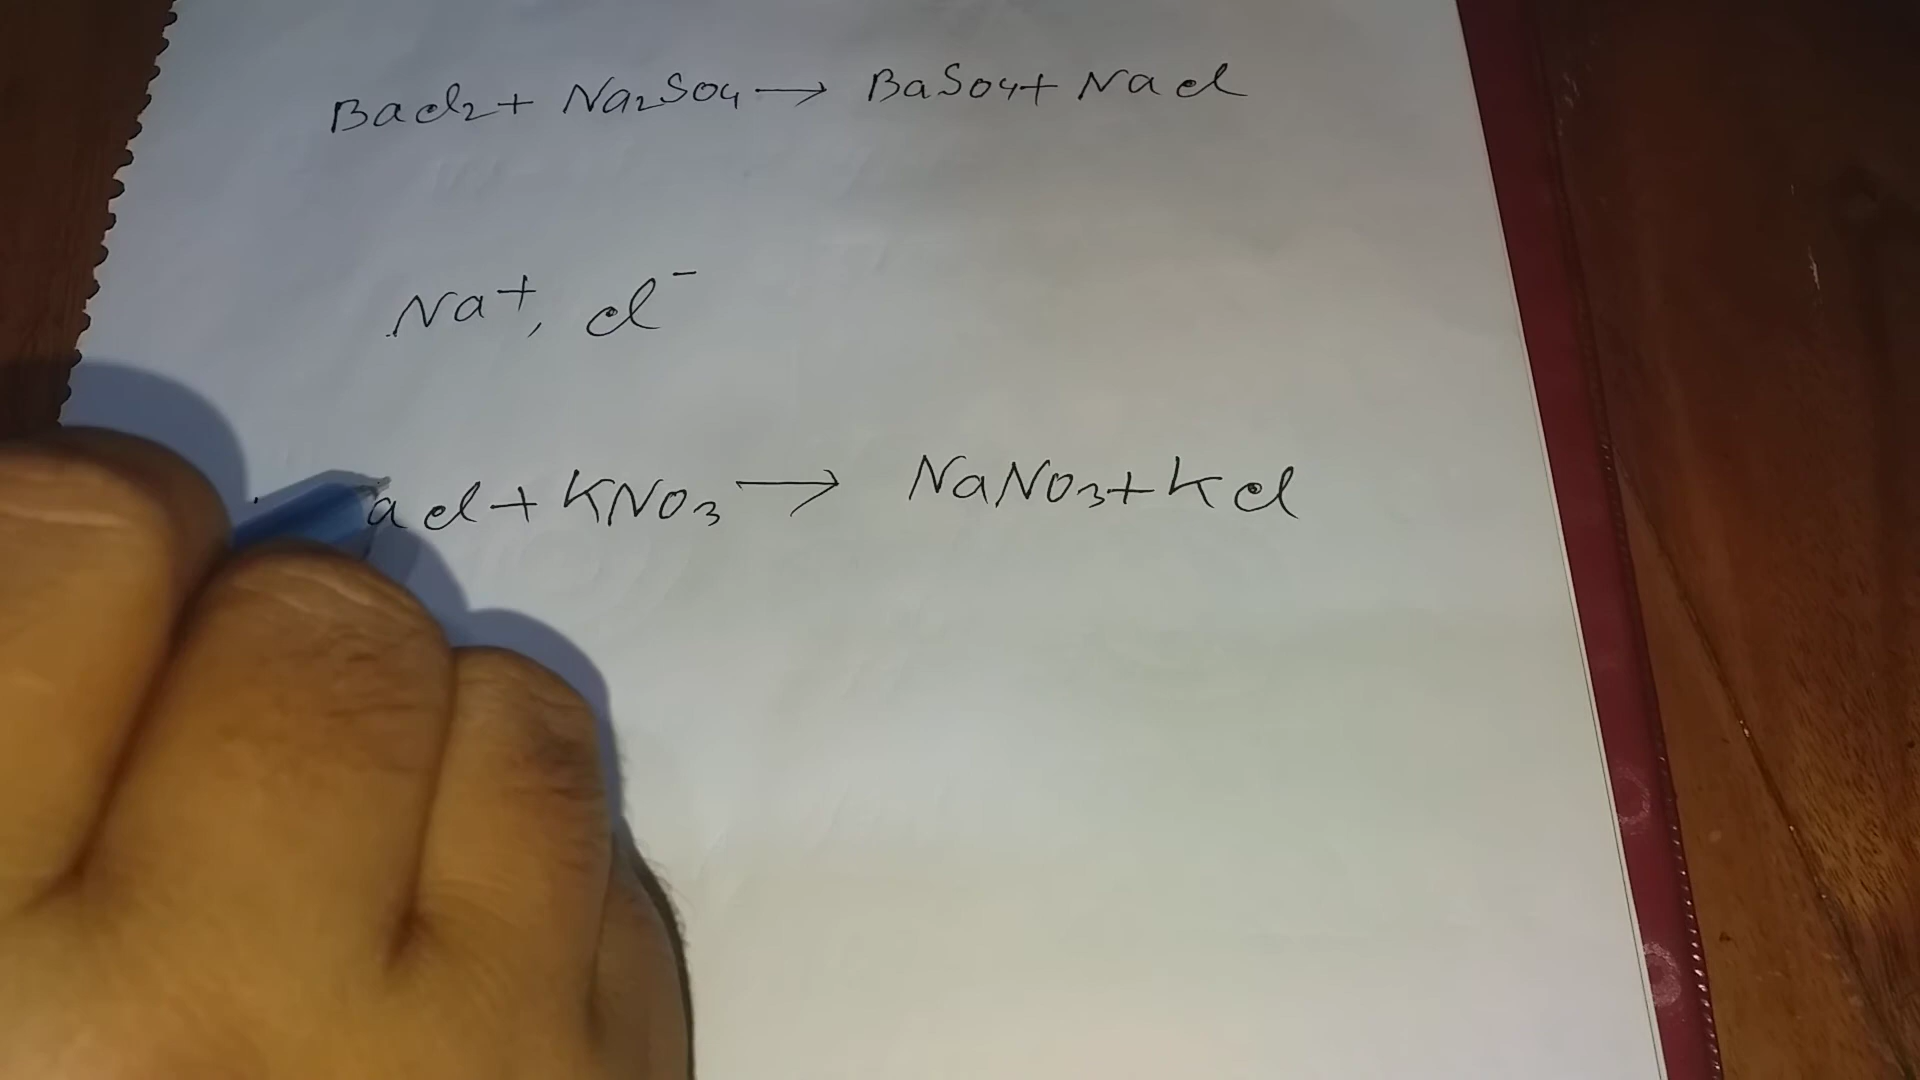 BaCl2 + Na2SO4 → BaSO4 + NaCl
Na+, Cl-
aCl + KNO3 → NaNO3 + KCl